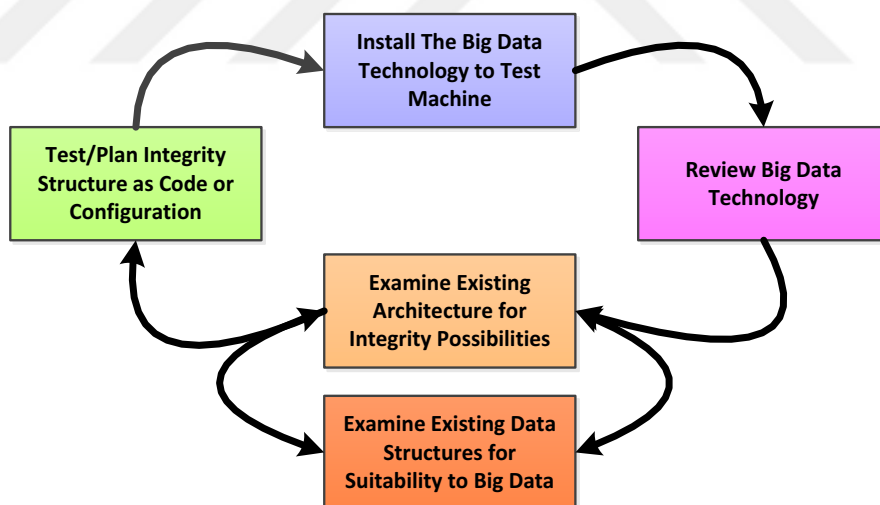 Install The Big Data
Technology to Test
Machine
Test/Plan Integrity
Structure as Code or
Configuration
Review Big Data
Technology
Examine Existing
Architecture for
Integrity Possibilities
Examine Existing Data
Structures for
Suitability to Big Data